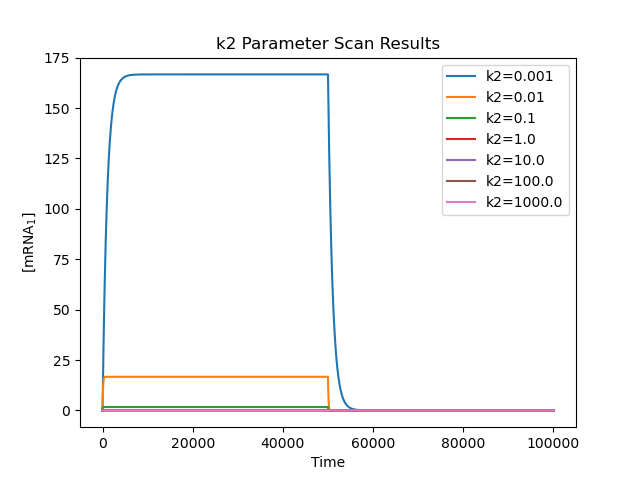 k2 Parameter Scan Results
175
150
125
100
75
50
25
0
[mRNA₁]
0 20000 40000 60000 80000 100000
Time
k2=0.001
k2=0.01
k2=0.1
k2=1.0
k2=10.0
k2=100.0
k2=1000.0